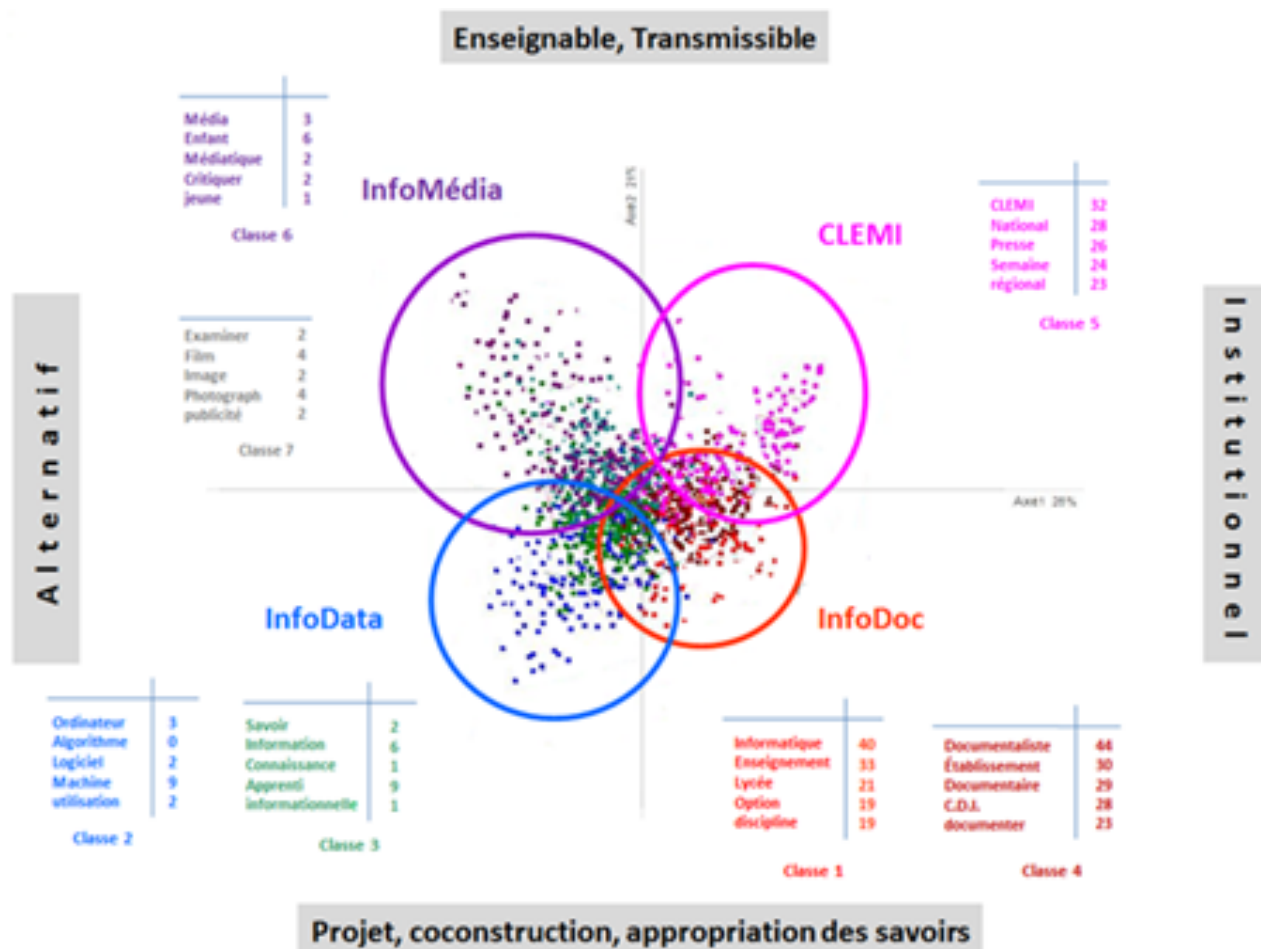 Enseignable, Transmissible
Média 3
Enfant 6
Médiatique 2
Critiquer 2
jeune 1
Classe 6
InfoMédia
CLEMI
CLEMI 32
National 28
Presse 26
Semaine 24
régional 23
Classe 5
Alternatif
Examiner 2
Film 4
Image 2
Photograph 4
publicité 2
Classe 7
Institutionnel
InfoData
InfoDoc
Ordinateur 3
Algorithme 0
Logiciel 2
Machine 9
utilisation 2
Classe 2
Savoir 2
Information 6
Connaissance 1
Apprenti 9
informationnelle 1
Classe 3
Informatique 40
Enseignement 33
Lycée 21
Option 19
discipline 19
Classe 1
Documentaliste 44
Établissement 30
Documentaire 29
C.D.I. 28
documenter 23
Classe 4
Projet, coconstruction, appropriation des savoirs